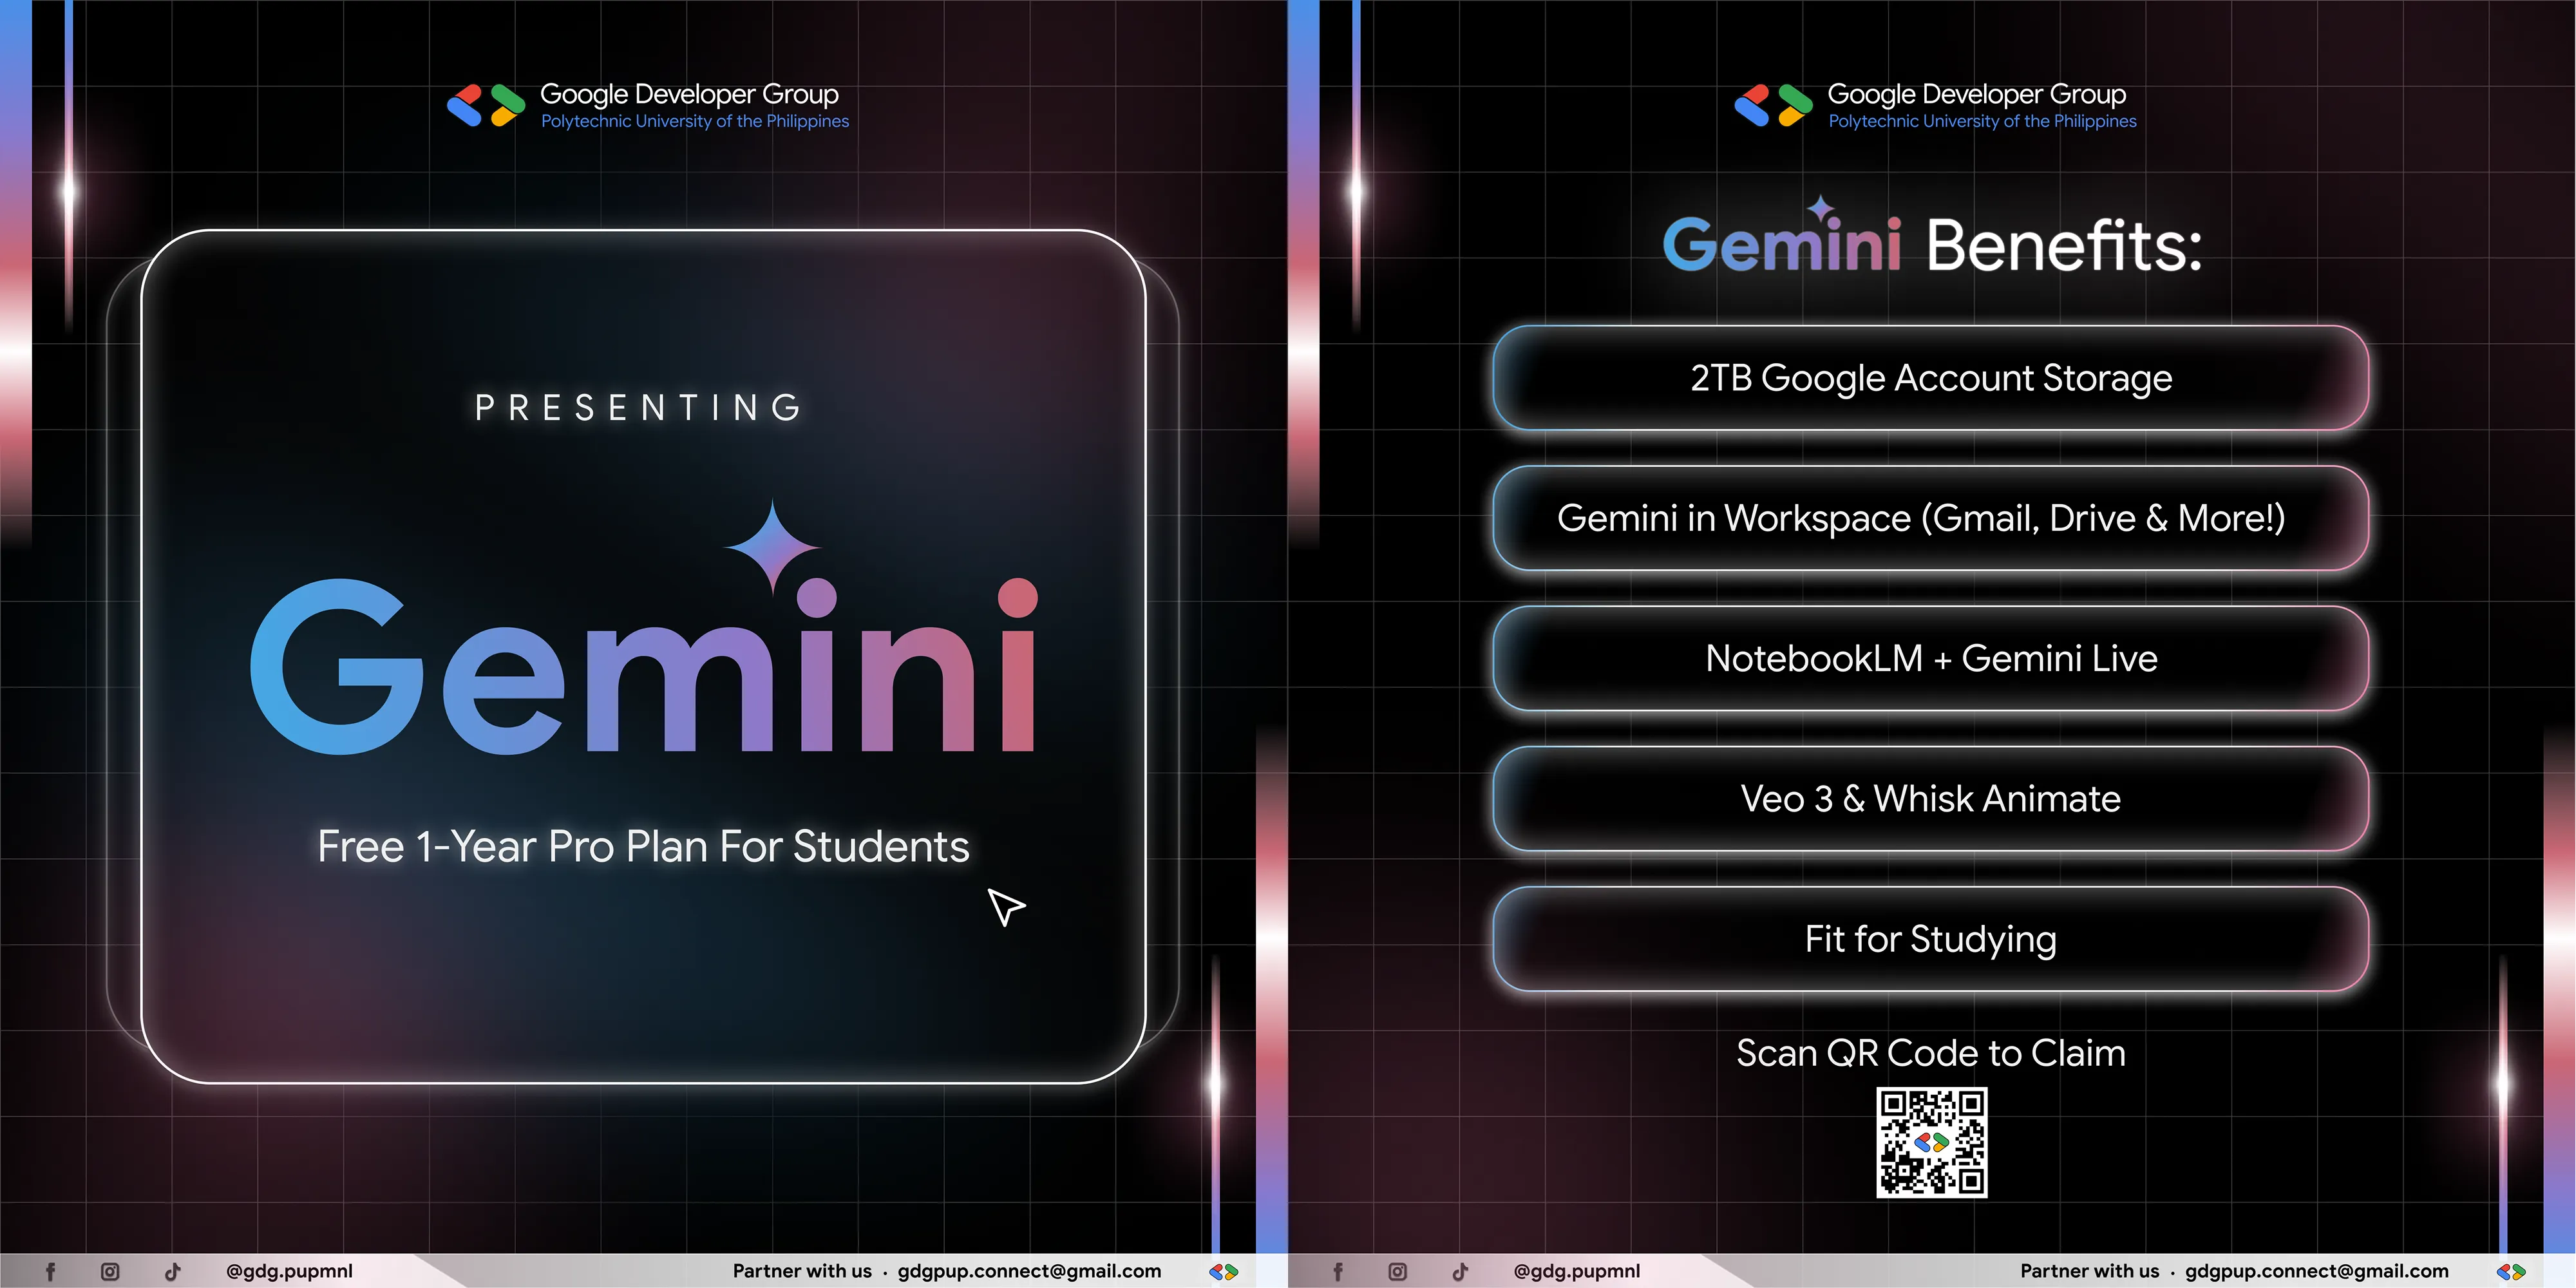 Google Developer Group
Polytechnic University of the Philippines
PRESENTING
Gemini
Free 1-Year Pro Plan For Students
@gdg.pupmnl
Partner with us · gdgpup.connect@gmail.com
Google Developer Group
Polytechnic University of the Philippines
Gemini Benefits:
2TB Google Account Storage
Gemini in Workspace (Gmail, Drive & More!)
NotebookLM + Gemini Live
Veo 3 & Whisk Animate
Fit for Studying
Scan QR Code to Claim
@gdg.pupmnl
Partner with us · gdgpup.connect@gmail.com